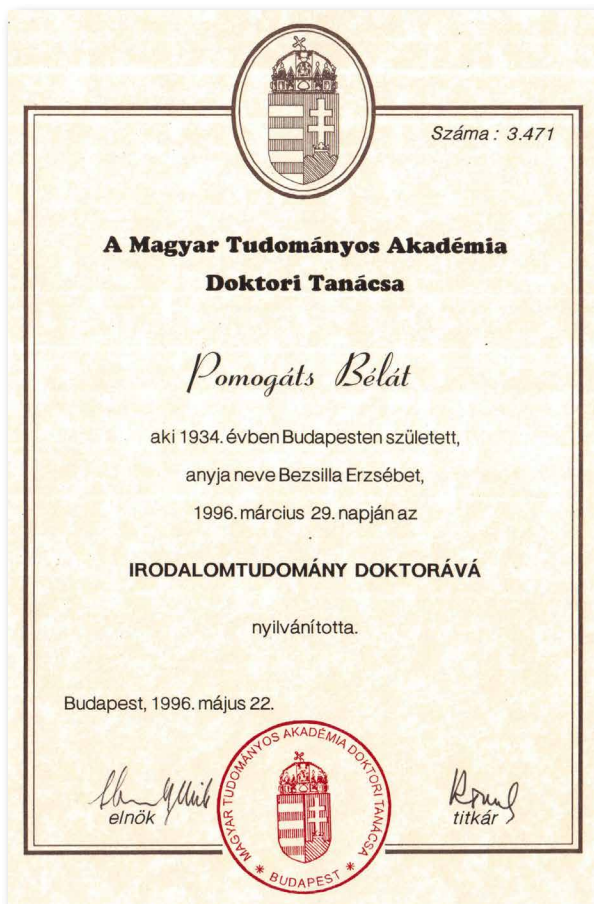 Száma : 3.471
A Magyar Tudományos Akadémia
Doktori Tanácsa
Pomogáts Bélát
aki 1934. évben Budapesten született,
anyja neve Bezsilla Erzsébet,
1996. március 29. napján az
IRODALOMTUDOMÁNY DOKTORÁVÁ
nyilvánította.
Budapest, 1996. május 22.
elnök
titkár
MAGYAR TUDOMÁNYOS AKADÉMIA DOKTORI TANÁCSA
* BUDAPEST *